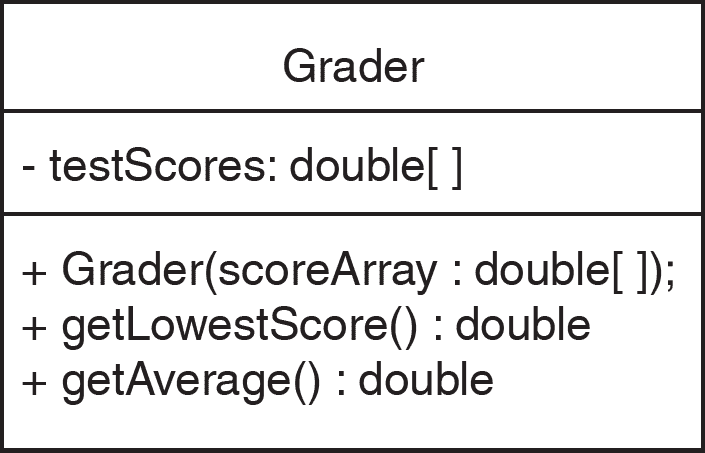 Grader
- testScores: double[ ]
+ Grader(scoreArray : double[ ]);
+ getLowestScore() : double
+ getAverage() : double